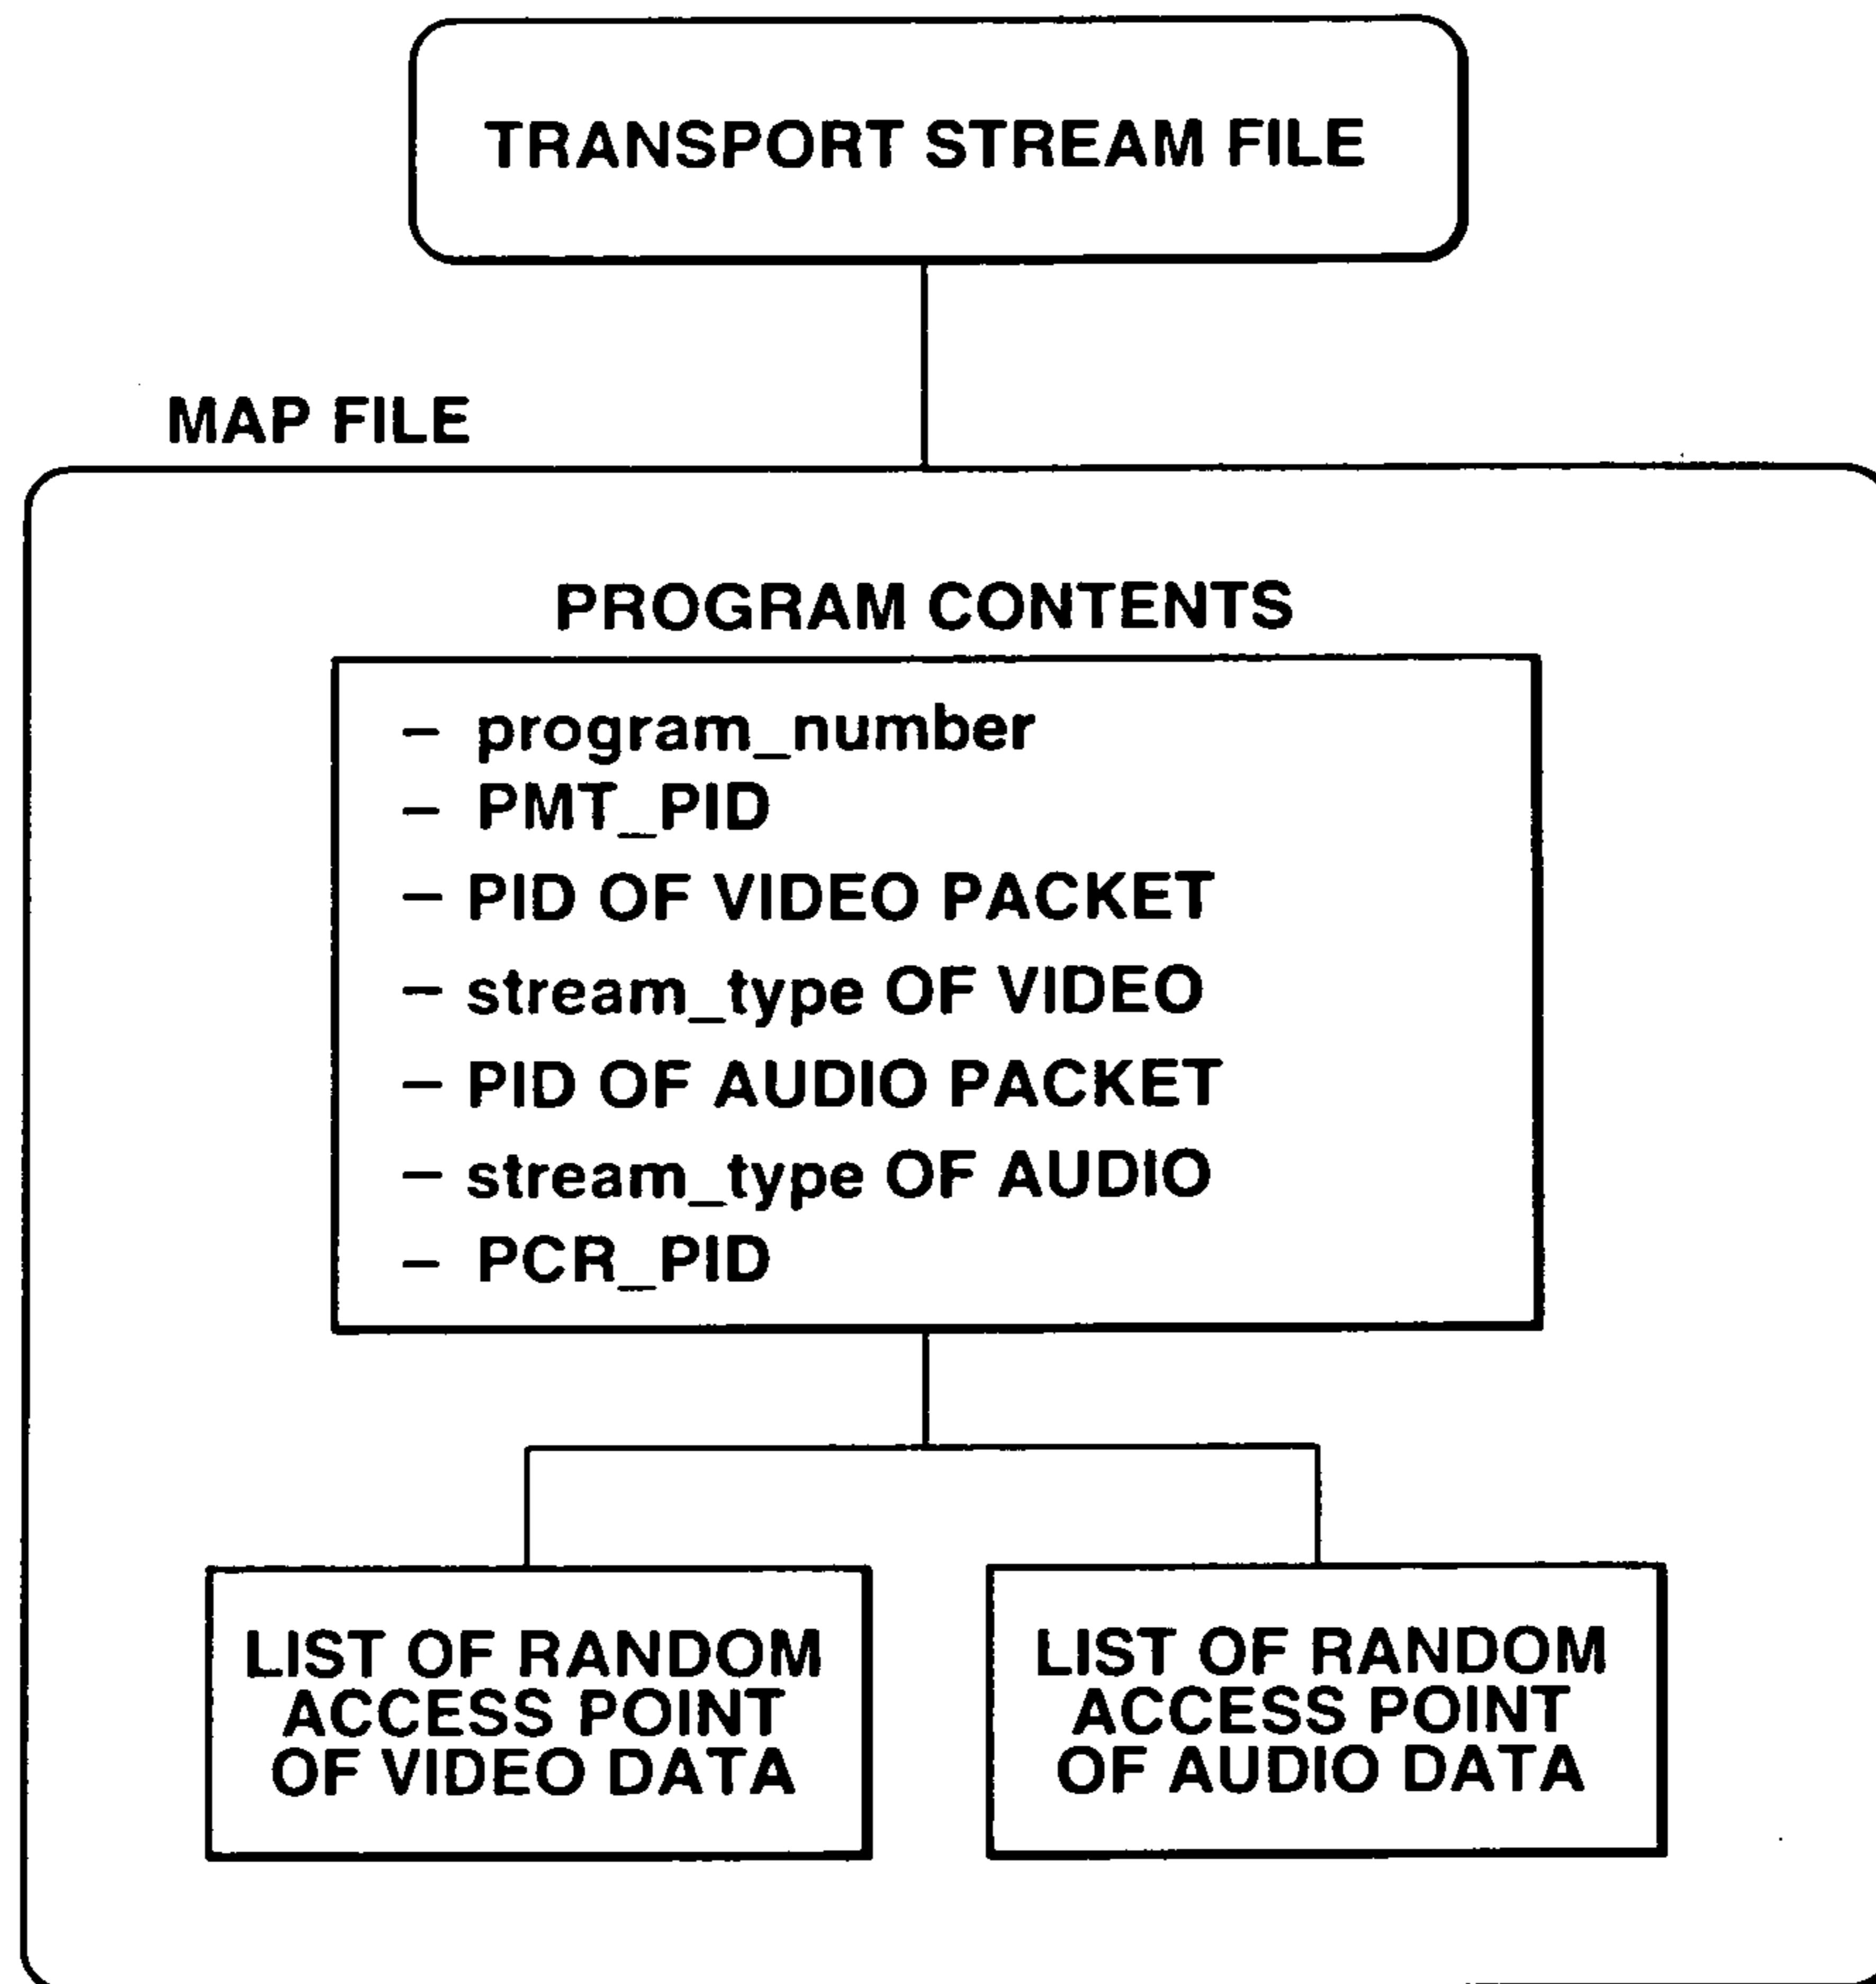 TRANSPORT STREAM FILE
MAP FILE
PROGRAM CONTENTS
– program_number
– PMT_PID
– PID OF VIDEO PACKET
– stream_type OF VIDEO
– PID OF AUDIO PACKET
– stream_type OF AUDIO
– PCR_PID
LIST OF RANDOM
ACCESS POINT
OF VIDEO DATA
LIST OF RANDOM
ACCESS POINT
OF AUDIO DATA